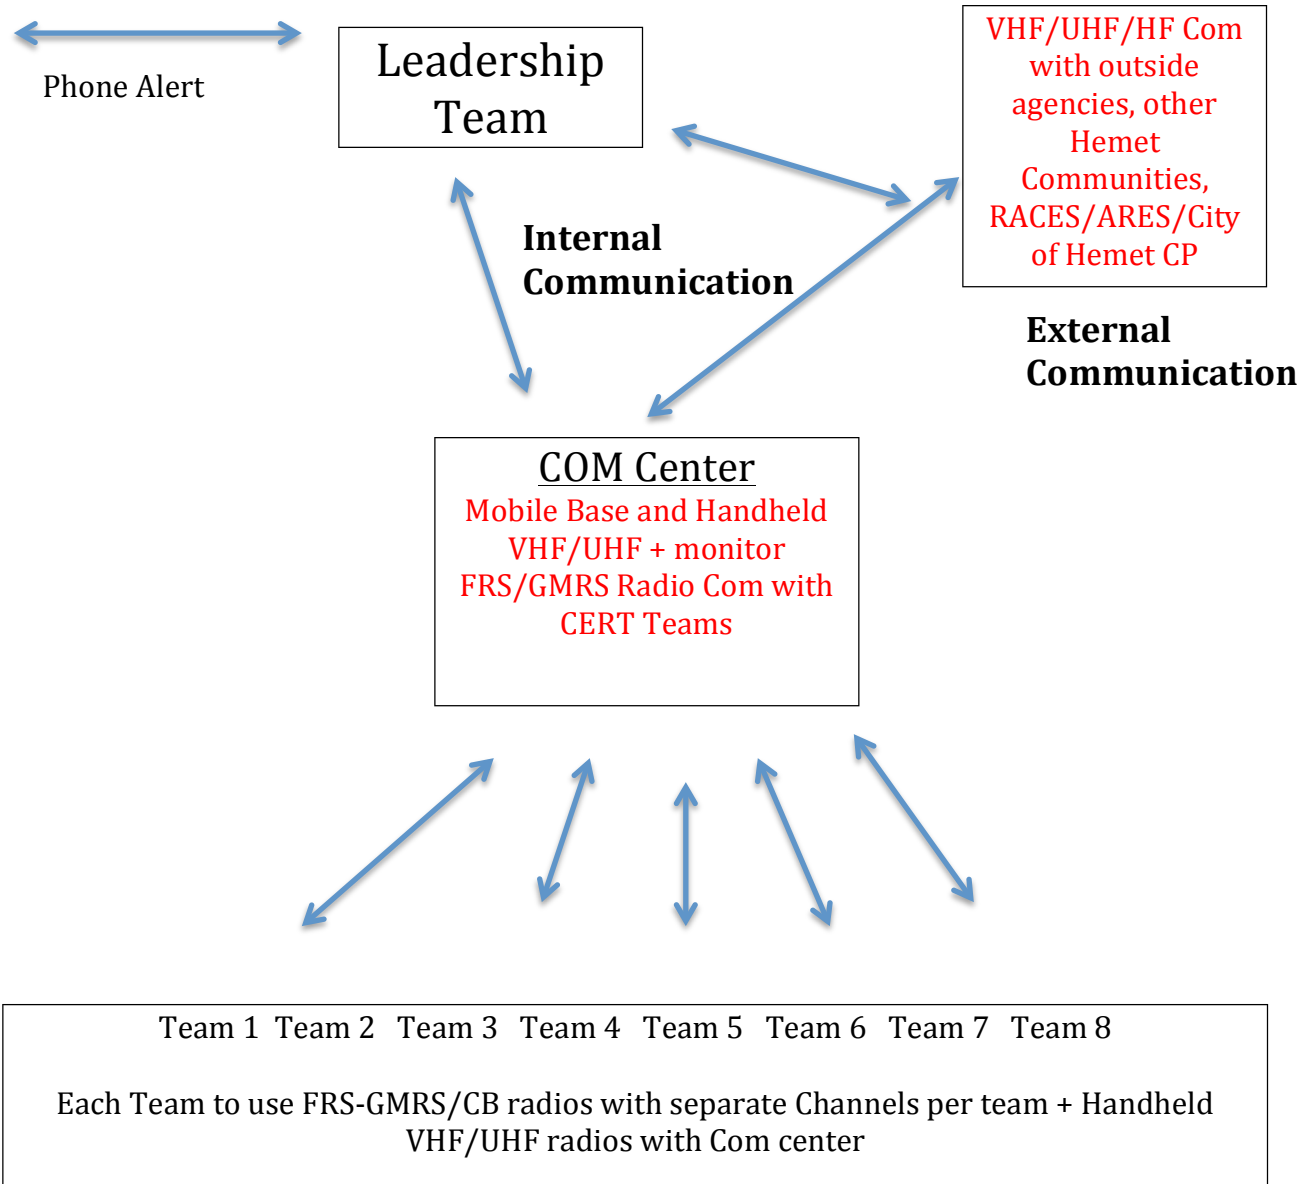 Phone Alert
Leadership
Team
VHF/UHF/HF Com
with outside
agencies, other
Hemet
Communities,
RACES/ARES/City
of Hemet CP
Internal
Communication
External
Communication
COM Center
Mobile Base and Handheld
VHF/UHF + monitor
FRS/GMRS Radio Com with
CERT Teams
Team 1 Team 2 Team 3 Team 4 Team 5 Team 6 Team 7 Team 8
Each Team to use FRS-GMRS/CB radios with separate Channels per team + Handheld
VHF/UHF radios with Com center